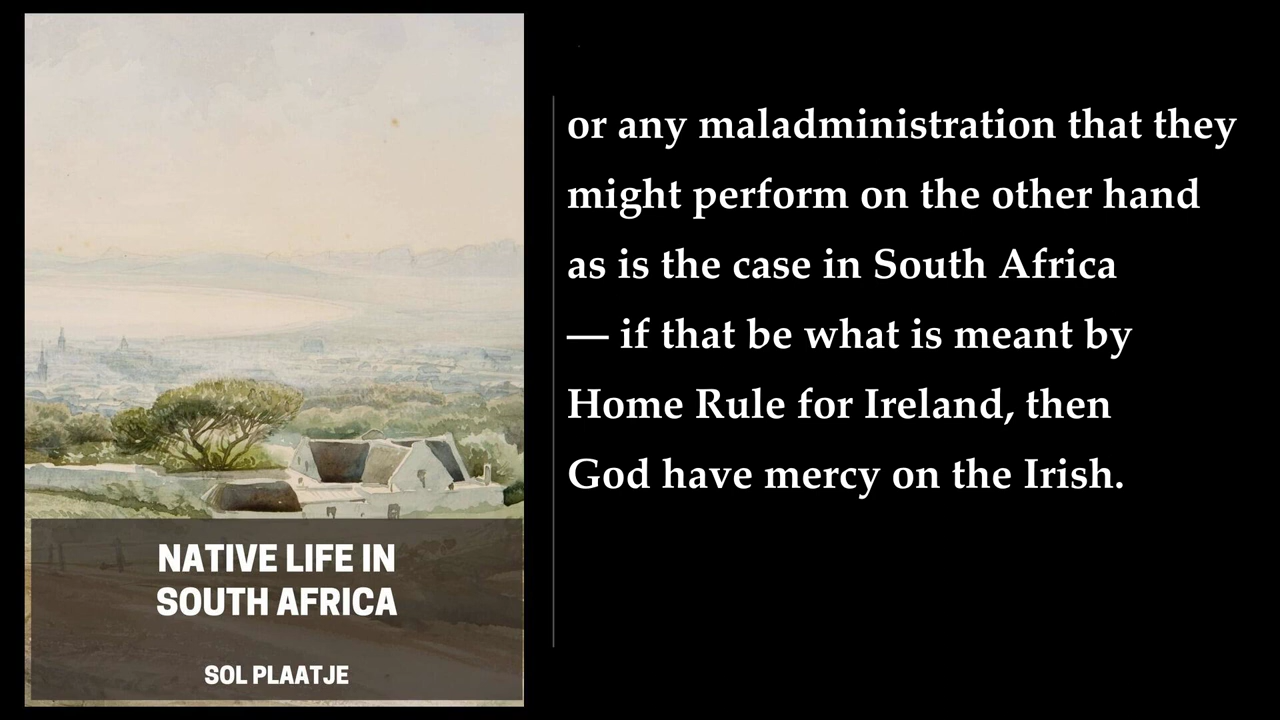 NATIVE LIFE IN
SOUTH AFRICA
SOL PLAATJE
or any maladministration that they
might perform on the other hand
as is the case in South Africa
— if that be what is meant by
Home Rule for Ireland, then
God have mercy on the Irish.